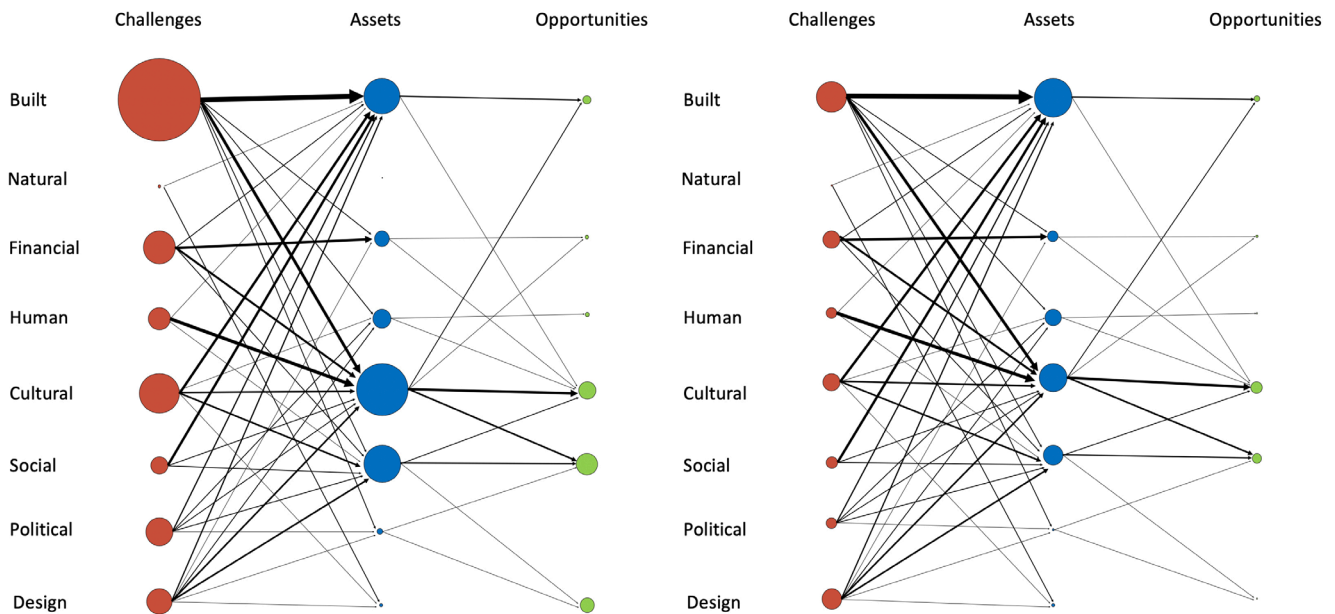 Challenges Assets Opportunities
Built
Natural
Financial
Human
Cultural
Social
Political
Design
Challenges Assets Opportunities
Built
Natural
Financial
Human
Cultural
Social
Political
Design